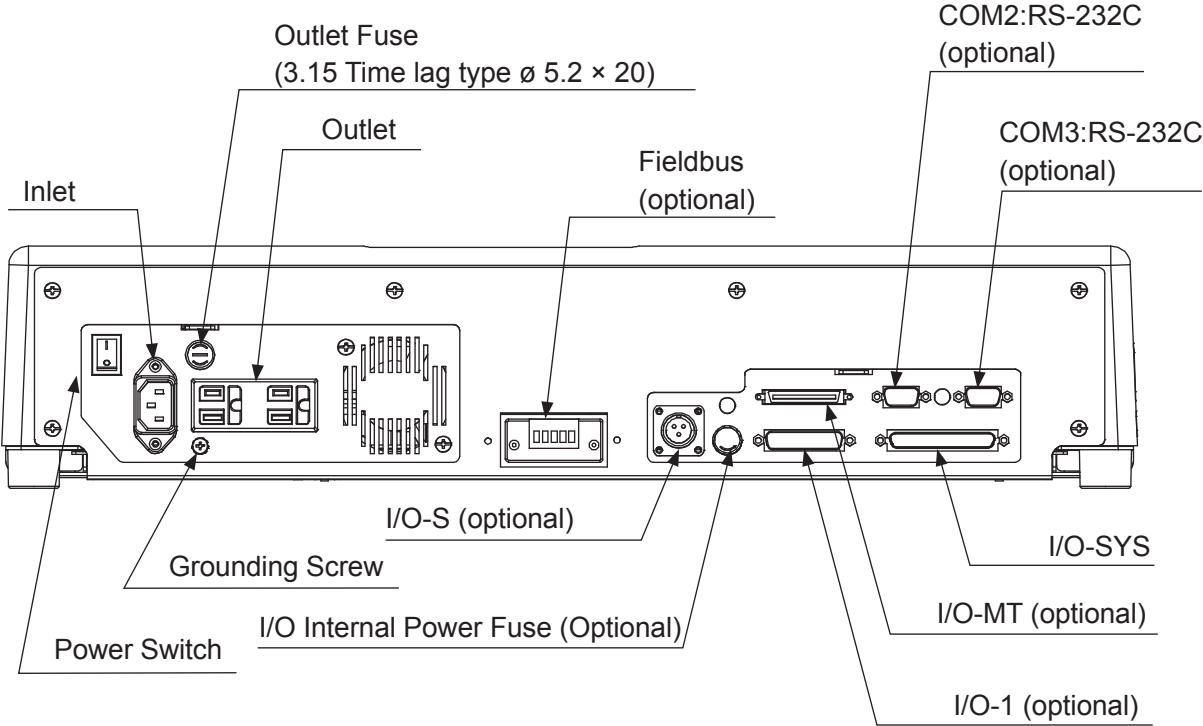 COM2:RS-232C
(optional)
Outlet Fuse
(3.15 Time lag type ø 5.2 × 20)
Outlet
COM3:RS-232C
(optional)
Fieldbus
(optional)
Inlet
I/O-S (optional)
I/O-SYS
Grounding Screw
I/O-MT (optional)
I/O Internal Power Fuse (Optional)
Power Switch
I/O-1 (optional)